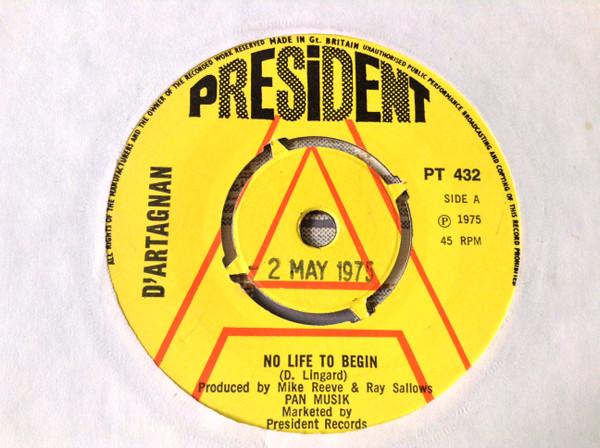 ALL RIGHTS OF THE MANUFACTURERS AND THE OWNER OF THE RECORDED WORK RESERVED MADE IN Gt. BRITAIN UNAUTHORISED PUBLIC PERFORMANCE BROADCASTING AND COPYING OF THIS RECORD PROHIBITED
PRESiDENT
D'ARTAGNAN
PT 432
SIDE A
Ⓟ 1975
45 RPM
A
- 2 MAY 1975
NO LIFE TO BEGIN
(D. Lingard)
Produced by Mike Reeve & Ray Sallows
PAN MUSIK
Marketed by
President Records